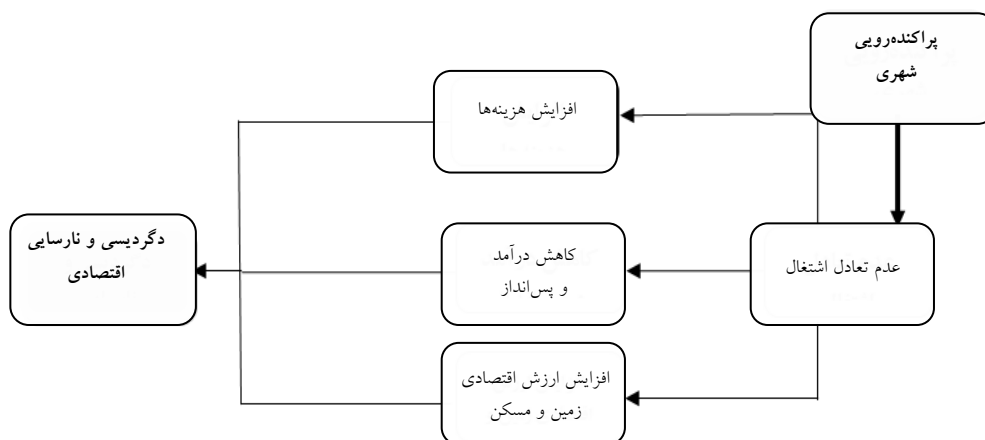 پراکنده‌رویی
شهری
افزایش هزینه‌ها
عدم تعادل اشتغال
کاهش درآمد
و پس‌انداز
افزایش ارزش اقتصادی
زمین و مسکن
دگردیسی و نارسایی
اقتصادی